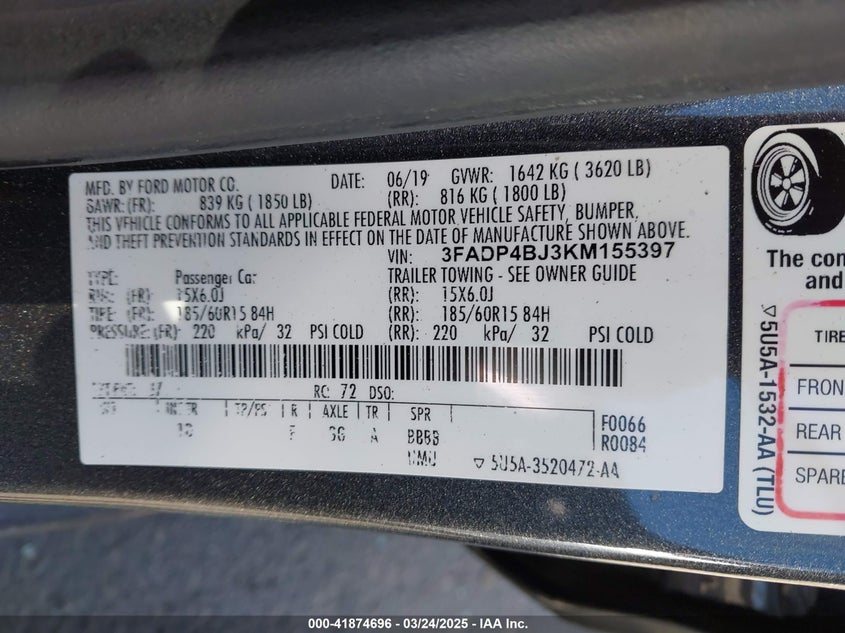 MFD. BY FORD MOTOR CO. DATE: 06/19 GVWR: 1642 KG ( 3620 LB)
GAWR: (FR): 839 KG ( 1850 LB) (RR): 816 KG ( 1800 LB)
THIS VEHICLE CONFORMS TO ALL APPLICABLE FEDERAL MOTOR VEHICLE SAFETY, BUMPER,
AND THEFT PREVENTION STANDARDS IN EFFECT ON THE DATE OF MANUFACTURE SHOWN ABOVE.
VIN: 3FADP4BJ3KM155397
TYPE: Passenger Car TRAILER TOWING - SEE OWNER GUIDE
RIM: (FR) 15X6.0J (RR): 15X6.0J
TIRE: (FR): 185/60R15 84H (RR): 185/60R15 84H
PRESSURE: (FR): 220 kPa/ 32 PSI COLD (RR): 220 kPa/ 32 PSI COLD
RC: 72 DSO:
TP/PS R AXLE TR SPR F0066
A BBBB R0084
▽ 5U5A-3520472-AA
The con
and
▽5U5A-1532-AA (TLU)
TIRE
FRON
REAR
SPARE
000-41874696 - 03/24/2025 - IAA Inc.